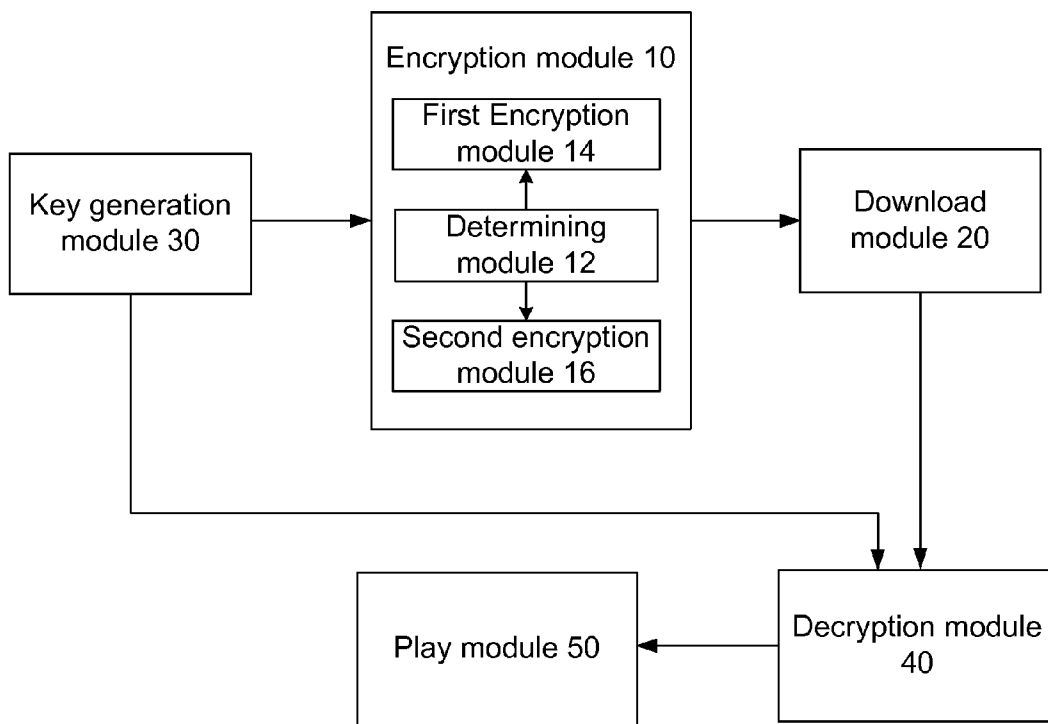 Encryption module 10
First Encryption
module 14
Key generation
module 30
Determining
module 12
Download
module 20
Second encryption
module 16
Play module 50
Decryption module
40